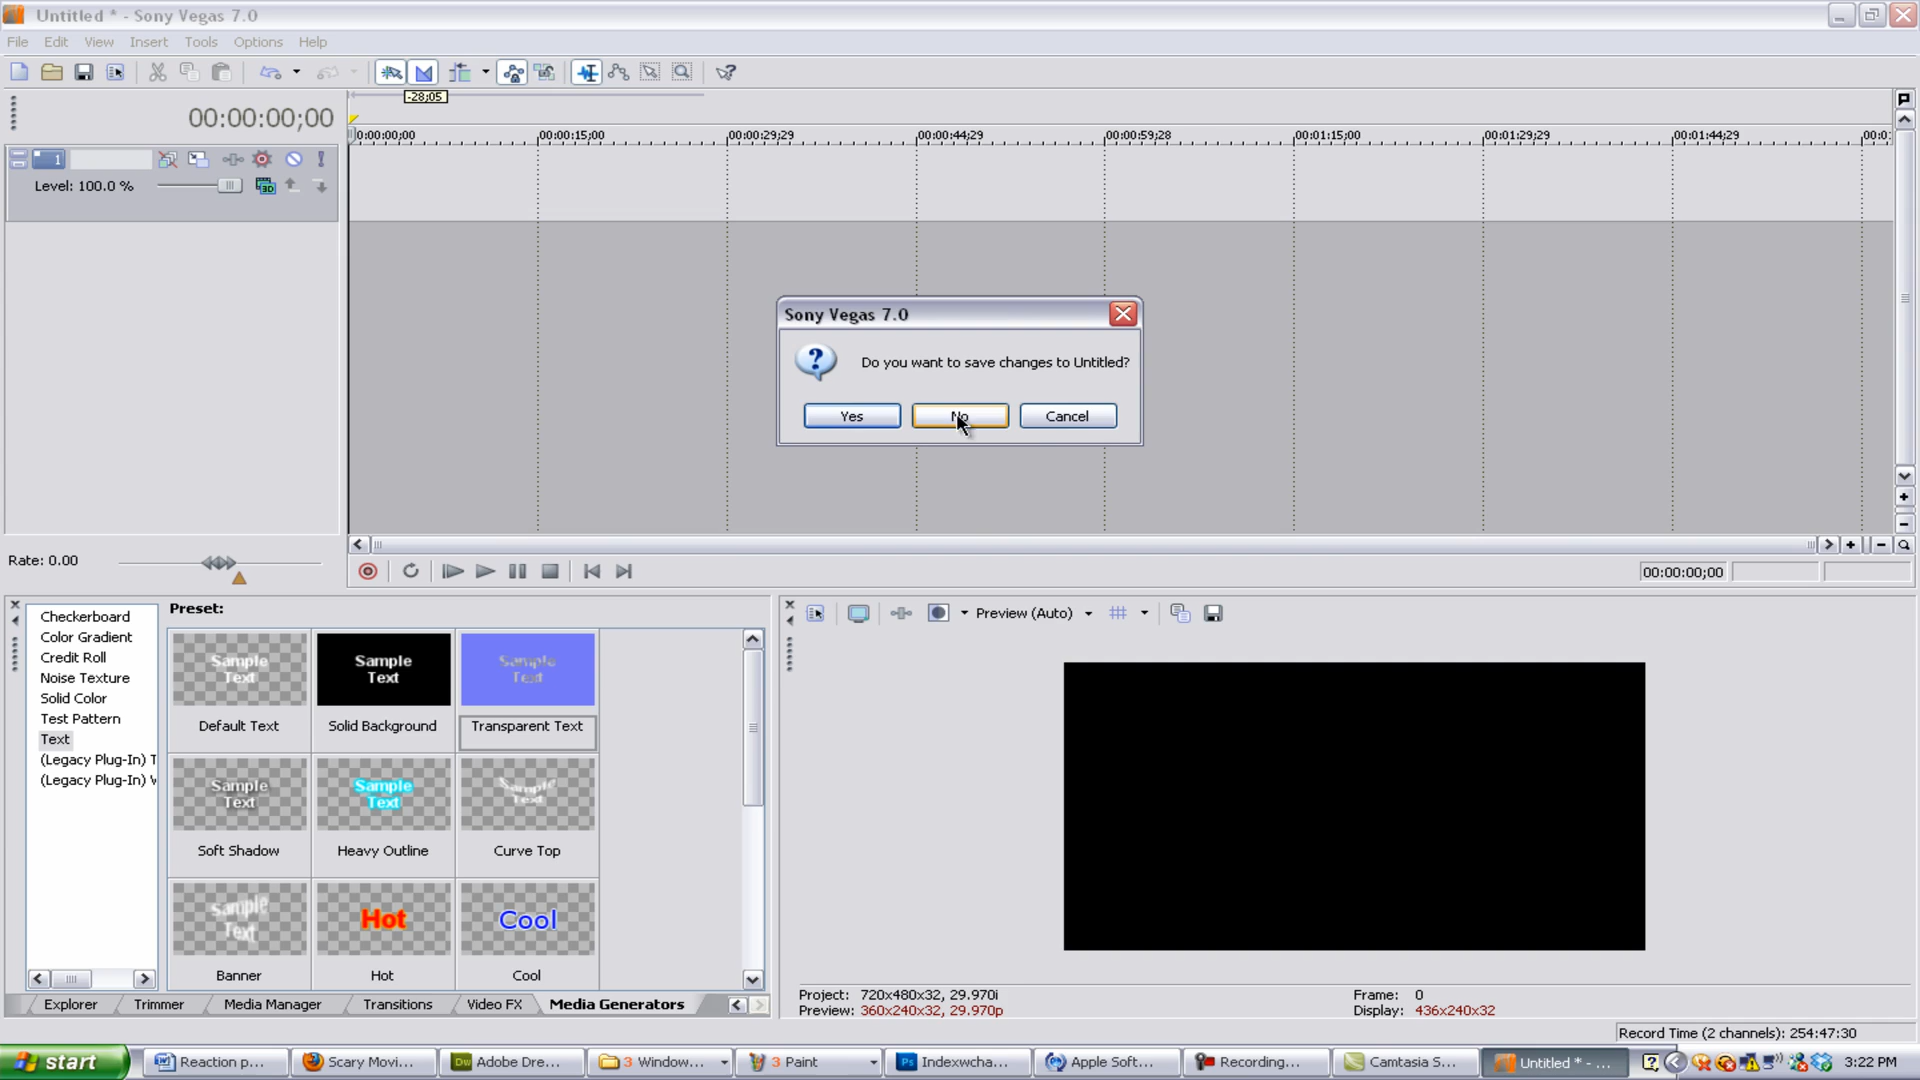 Untitled * - Sony Vegas 7.0
File Edit View Insert Tools Options Help
-28;05
00:00:00;00
0:00:00;00 00:00:15;00 00:00:29;29 00:00:44;29 00:00:59;28 00:01:15;00 00:01:29;29 00:01:44;29 00:0
1
Level: 100.0 %
3D
Sony Vegas 7.0
Do you want to save changes to Untitled?
Yes No Cancel
Rate: 0.00
00:00:00;00
Preset:
Checkerboard
Color Gradient
Credit Roll
Noise Texture
Solid Color
Test Pattern
Text
(Legacy Plug-In) T
(Legacy Plug-In) V
Sample Text
Sample Text
Sample Text
Default Text Solid Background Transparent Text
Sample Text
Sample Text
Sample Text
Soft Shadow Heavy Outline Curve Top
Sample Text
Hot
Cool
Banner Hot Cool
Explorer Trimmer Media Manager Transitions Video FX Media Generators
Preview (Auto)
Project: 720x480x32, 29.970i
Preview: 360x240x32, 29.970p
Frame: 0
Display: 436x240x32
Record Time (2 channels): 254:47:30
start
Reaction p...
Scary Movi...
Dw Adobe Dre...
3 Window...
3 Paint
Ps Indexwcha...
Apple Soft...
Recording...
Camtasia S...
Untitled * - ...
3:22 PM